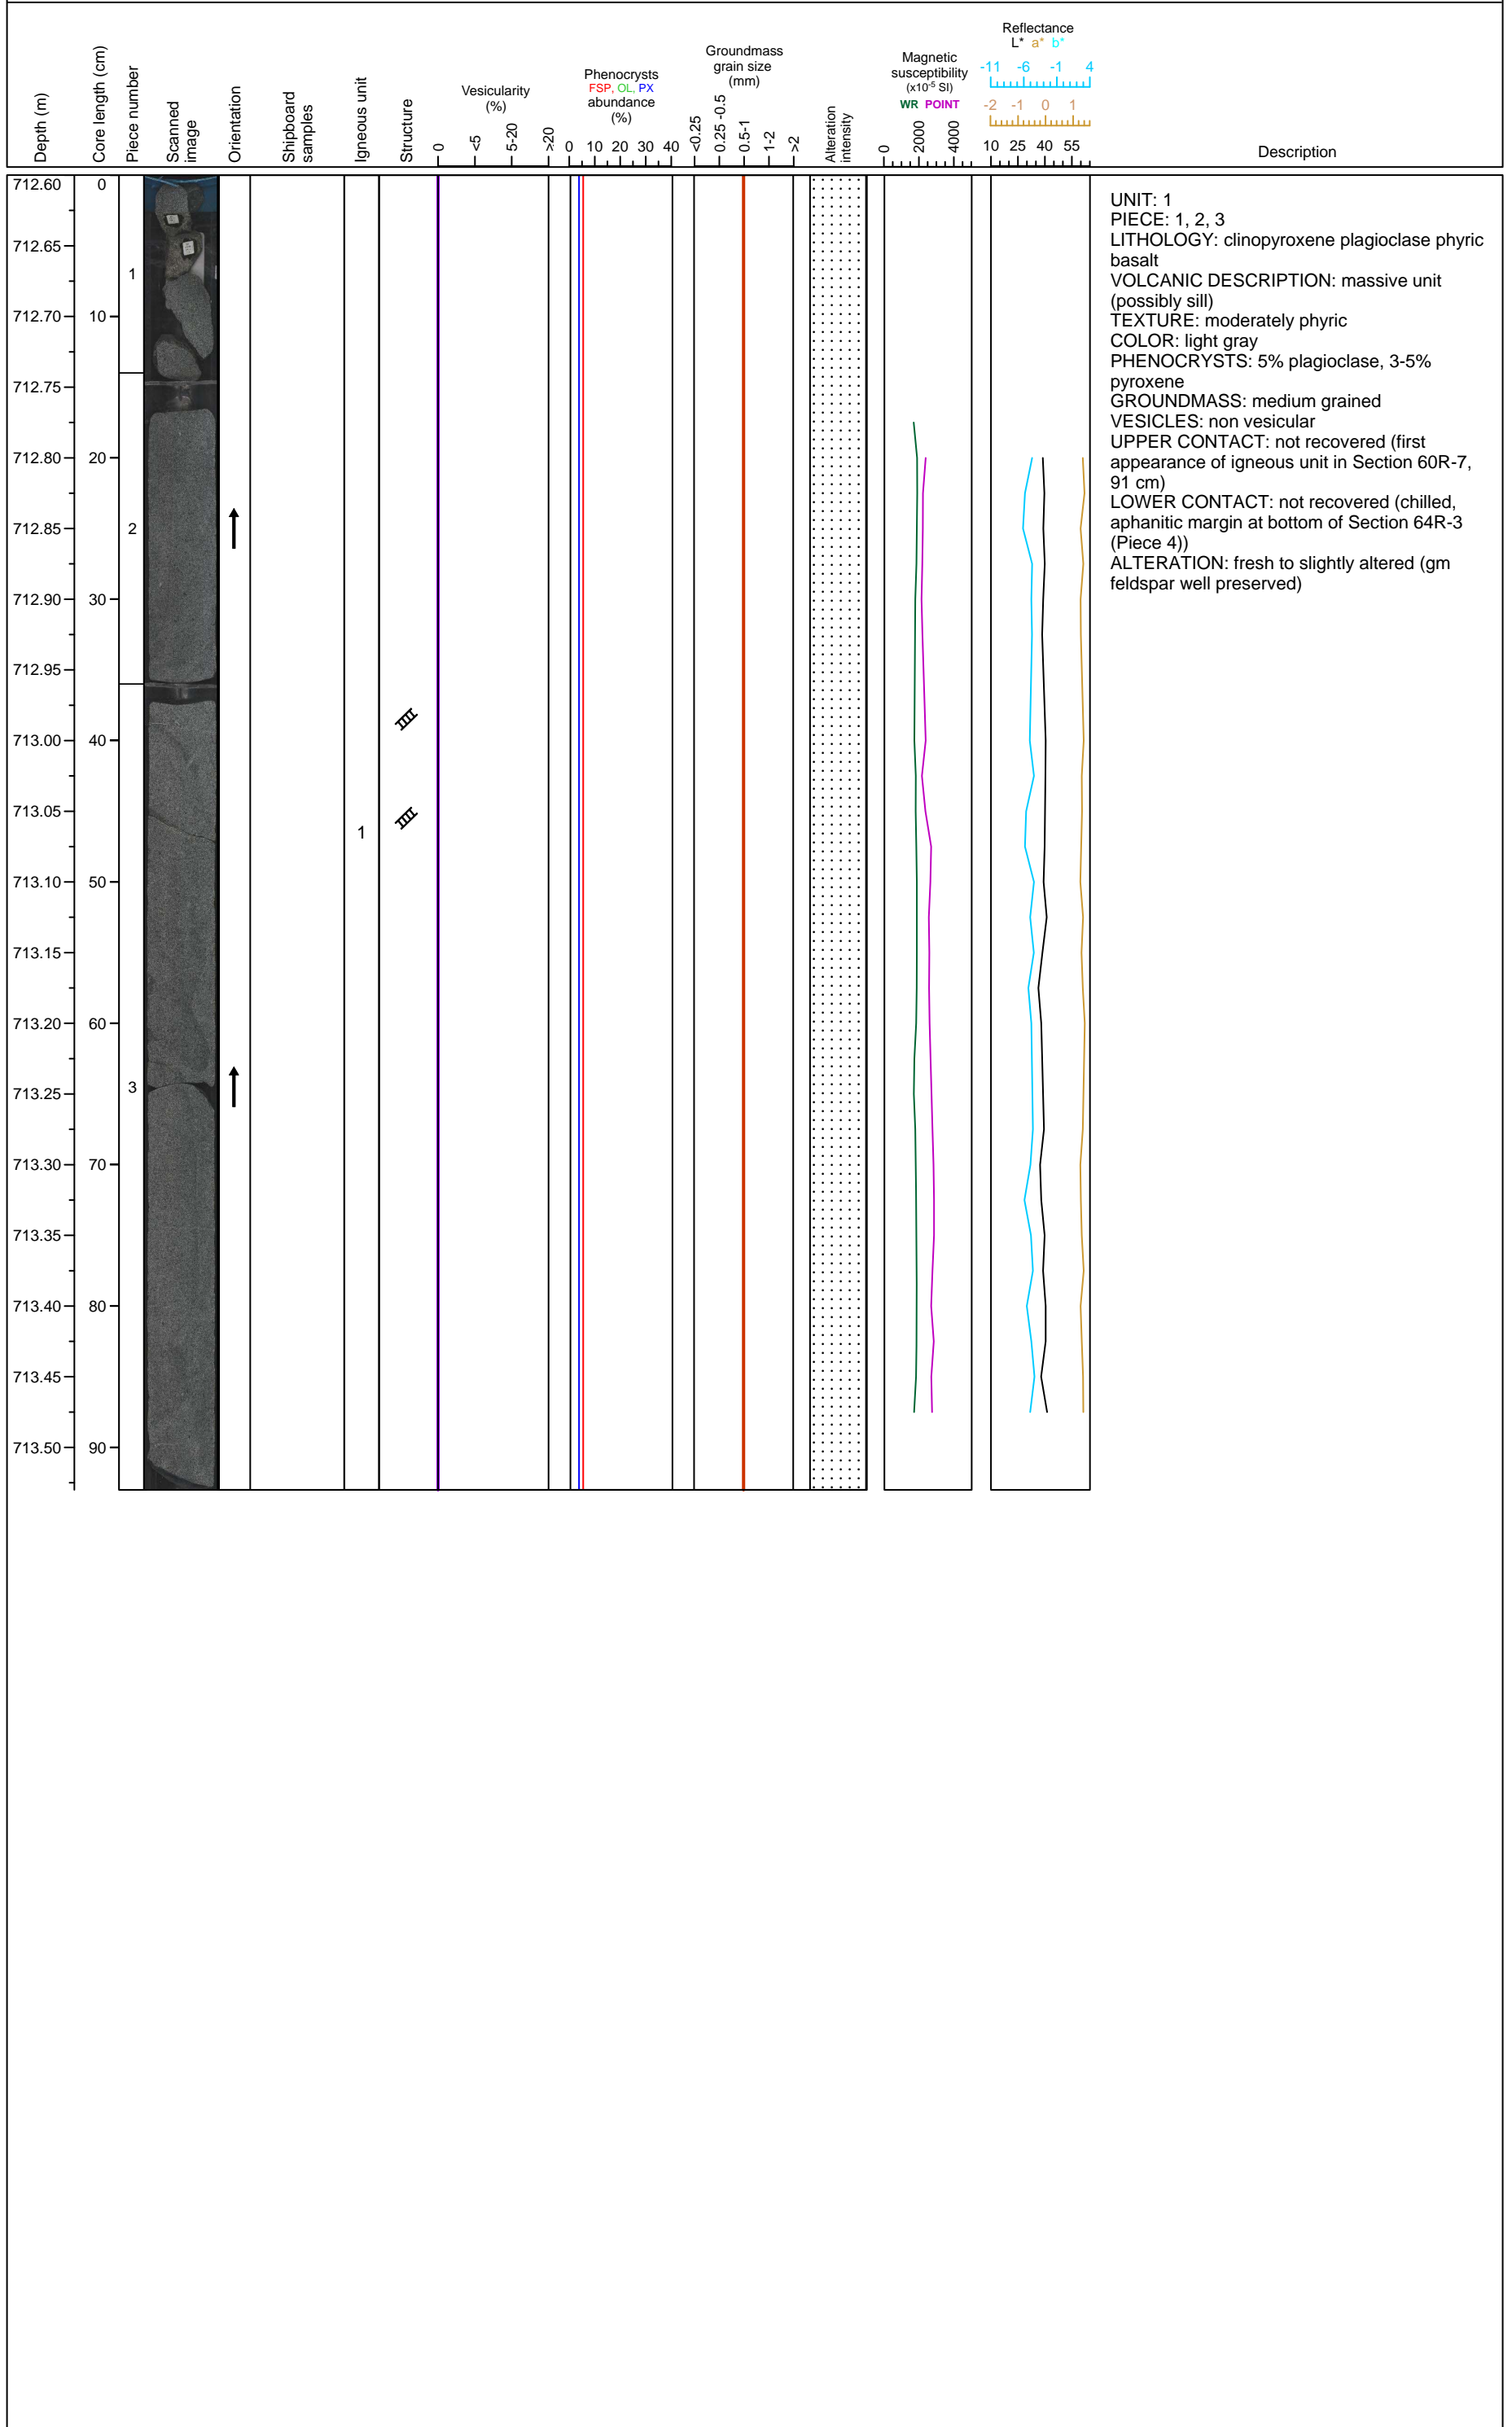 Depth (m)
Core length (cm)
Piece number
Scanned
image
Orientation
Shipboard
samples
Igneous unit
Structure
Vesicularity
(%)
0
<5
5-20
>20
Phenocrysts
FSP, OL, PX
abundance
(%)
0 10 20 30 40
Groundmass
grain size
(mm)
<0.25
0.25 -0.5
0.5-1
1-2
>2
Alteration
intensity
Magnetic
susceptibility
(x10⁻⁵ SI)
WR POINT
0
2000
4000
Reflectance
L* a* b*
-11 -6 -1 4
-2 -1 0 1
10 25 40 55
Description
712.60 0
712.65
1
712.70 10
712.75
712.80 20
712.85
2
712.90 30
712.95
713.00 40
713.05
1
713.10 50
713.15
713.20 60
3
713.25
713.30 70
713.35
713.40 80
713.45
713.50 90
UNIT: 1
PIECE: 1, 2, 3
LITHOLOGY: clinopyroxene plagioclase phyric
basalt
VOLCANIC DESCRIPTION: massive unit
(possibly sill)
TEXTURE: moderately phyric
COLOR: light gray
PHENOCRYSTS: 5% plagioclase, 3-5%
pyroxene
GROUNDMASS: medium grained
VESICLES: non vesicular
UPPER CONTACT: not recovered (first
appearance of igneous unit in Section 60R-7,
91 cm)
LOWER CONTACT: not recovered (chilled,
aphanitic margin at bottom of Section 64R-3
(Piece 4))
ALTERATION: fresh to slightly altered (gm
feldspar well preserved)